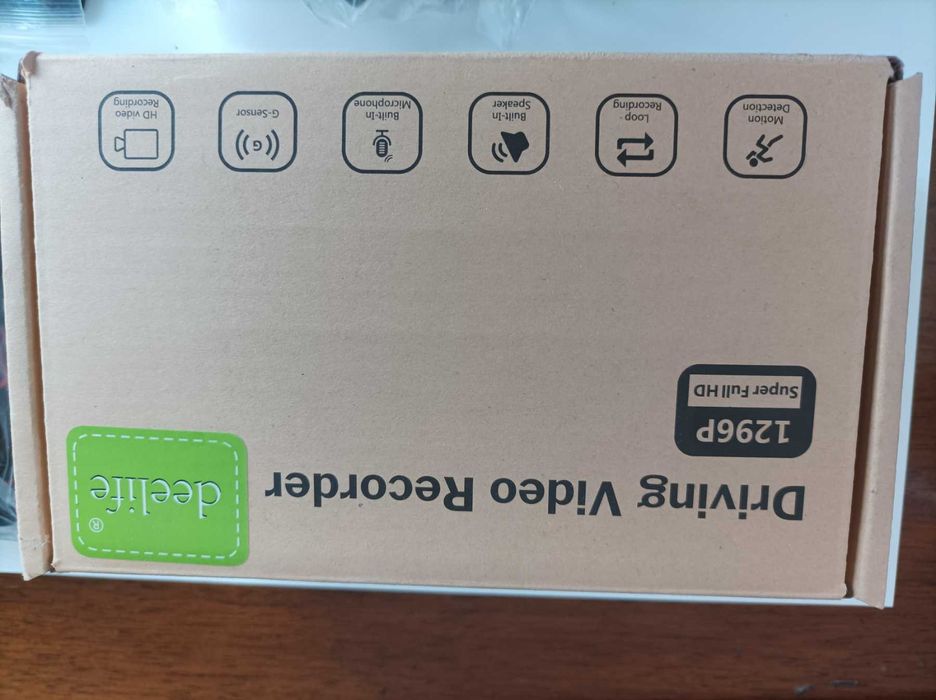 Driving Video Recorder
deelife®
1296P
Super Full HD
Motion
Detection
Loop-
Recording
Built-In
Speaker
Built-In
Microphone
G
G-Sensor
HD video
Recording